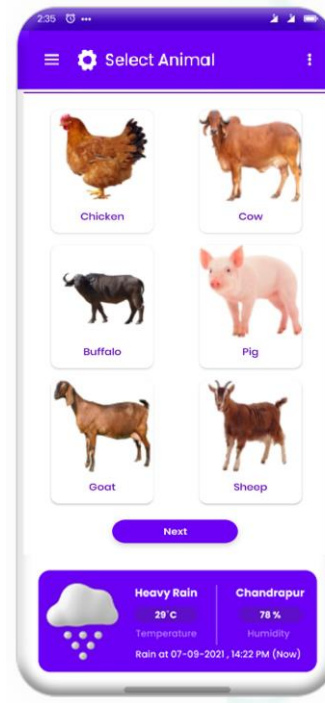 2:35
Select Animal
Chicken Cow
Buffalo Pig
Goat Sheep
Next
Heavy Rain Chandrapur
29°C 78 %
Temperature Humidity
Rain at 07-09-2021 , 14:22 PM (Now)